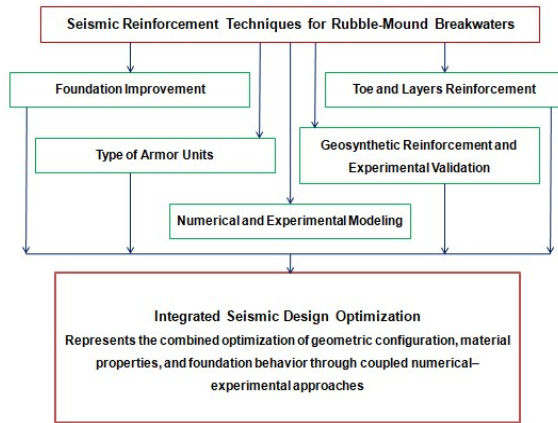 Seismic Reinforcement Techniques for Rubble-Mound Breakwaters
Foundation Improvement
Toe and Layers Reinforcement
Type of Armor Units
Geosynthetic Reinforcement and
Experimental Validation
Numerical and Experimental Modeling
Integrated Seismic Design Optimization
Represents the combined optimization of geometric configuration, material
properties, and foundation behavior through coupled numerical–
experimental approaches